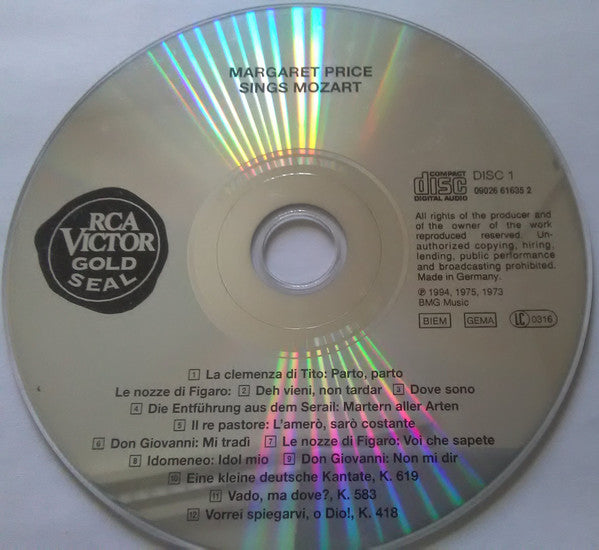 MARGARET PRICE
SINGS MOZART
RCA
VICTOR
GOLD
SEAL
COMPACT
disc
DIGITAL AUDIO
DISC 1
09026 61635 2
All rights of the producer and
of the owner of the work
reproduced reserved. Un-
authorized copying, hiring,
lending, public performance
and broadcasting prohibited.
Made in Germany.
℗ 1994, 1975, 1973
BMG Music
BIEM GEMA LC 0316
1 La clemenza di Tito: Parto, parto
Le nozze di Figaro: 2 Deh vieni, non tardar 3 Dove sono
4 Die Entführung aus dem Serail: Martern aller Arten
5 Il re pastore: L'amerò, sarò costante
6 Don Giovanni: Mi tradì 7 Le nozze di Figaro: Voi che sapete
8 Idomeneo: Idol mio 9 Don Giovanni: Non mi dir
10 Eine kleine deutsche Kantate, K. 619
11 Vado, ma dove?, K. 583
12 Vorrei spiegarvi, o Dio!, K. 418